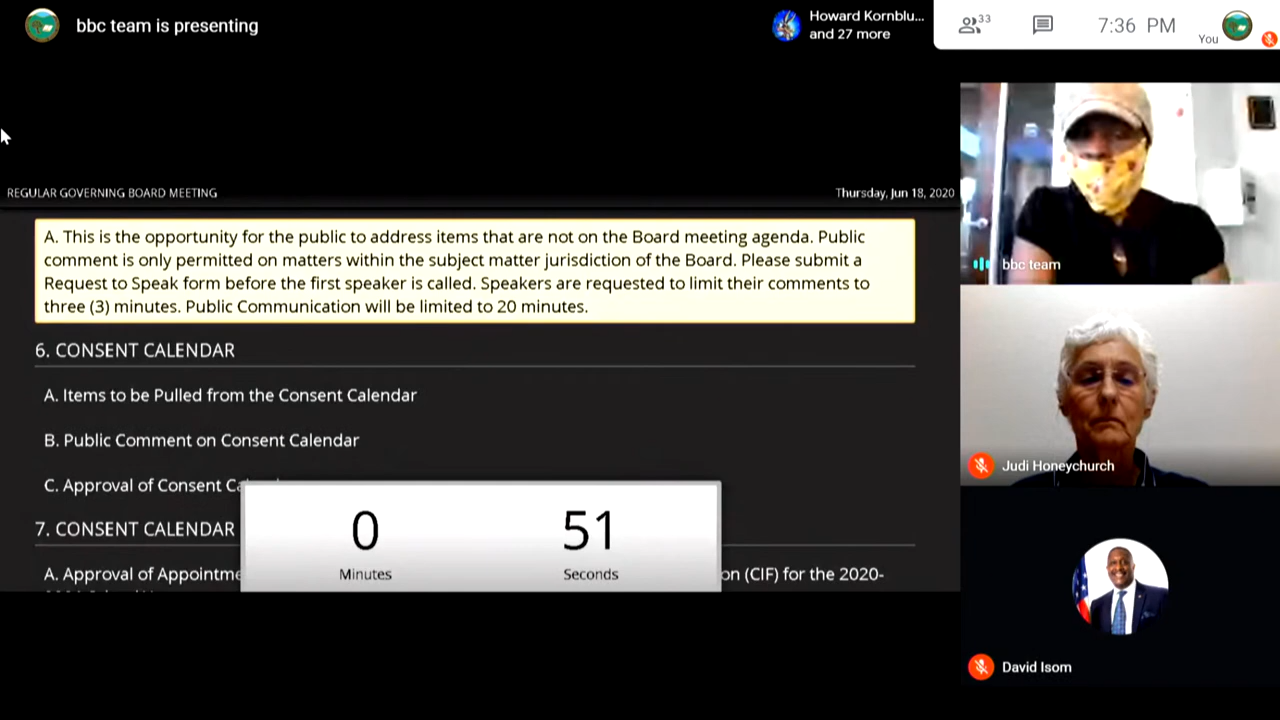 bbc team is presenting
Howard Kornblu...
and 27 more
33
7:36 PM
You
REGULAR GOVERNING BOARD MEETING
Thursday, Jun 18, 2020
A. This is the opportunity for the public to address items that are not on the Board meeting agenda. Public
comment is only permitted on matters within the subject matter jurisdiction of the Board. Please submit a
Request to Speak form before the first speaker is called. Speakers are requested to limit their comments to
three (3) minutes. Public Communication will be limited to 20 minutes.
6. CONSENT CALENDAR
A. Items to be Pulled from the Consent Calendar
B. Public Comment on Consent Calendar
C. Approval of Consent
7. CONSENT CALENDAR
A. Approval of
(CIF) for the 2020-
0 51
Minutes Seconds
bbc team
Judi Honeychurch
David Isom